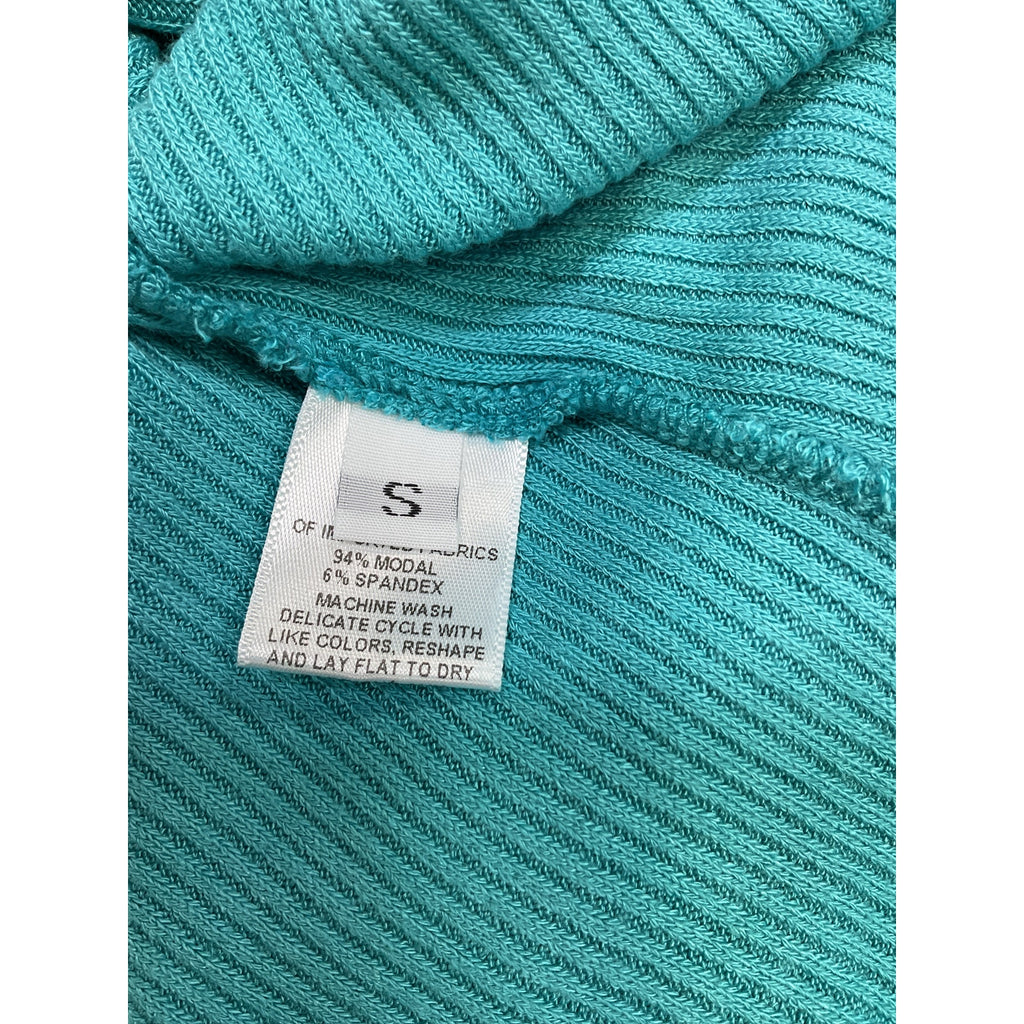 S
OF IMPORTED FABRICS
94% MODAL
6% SPANDEX
MACHINE WASH
DELICATE CYCLE WITH
LIKE COLORS, RESHAPE
AND LAY FLAT TO DRY